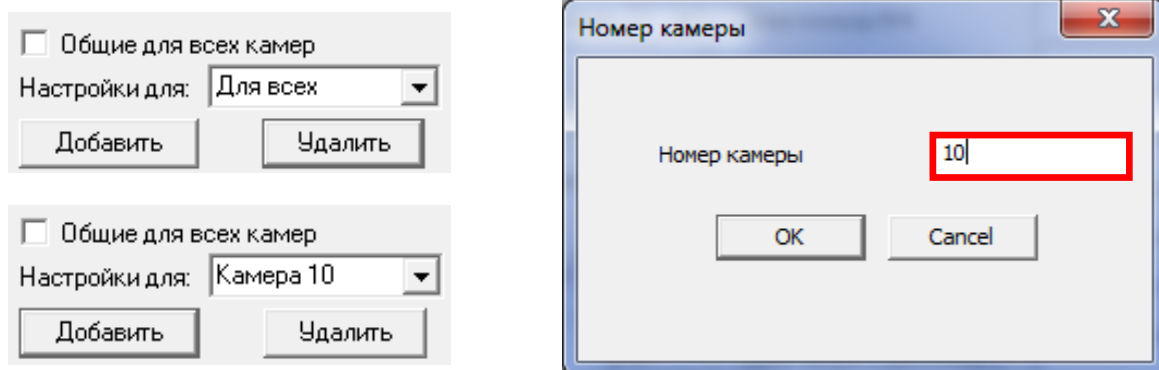 Общие для всех камер
Настройки для: Для всех
Добавить Удалить
Общие для всех камер
Настройки для: Камера 10
Добавить Удалить
Номер камеры
Номер камеры 10
OK Cancel